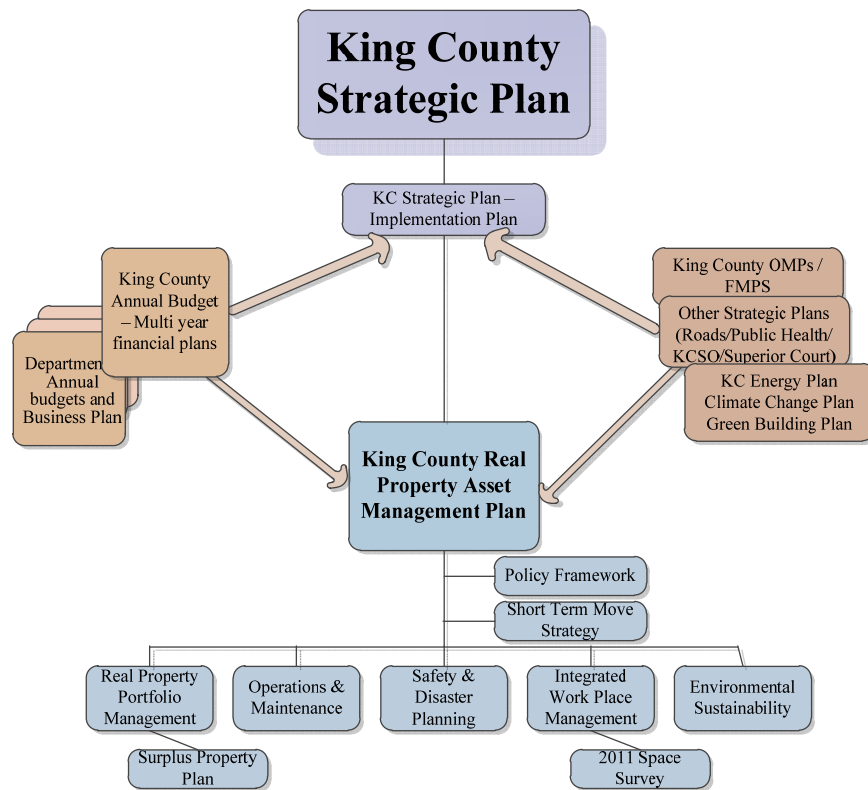 King County
Strategic Plan
KC Strategic Plan –
Implementation Plan
King County
Annual Budget
– Multi year
financial plans
Department
Annual
budgets and
Business Plan
King County OMPs /
FMPS
Other Strategic Plans
(Roads/Public Health/
KCSO/Superior Court)
KC Energy Plan
Climate Change Plan
Green Building Plan
King County Real
Property Asset
Management Plan
Policy Framework
Short Term Move
Strategy
Real Property
Portfolio
Management
Operations &
Maintenance
Safety &
Disaster
Planning
Integrated
Work Place
Management
Environmental
Sustainability
Surplus Property
Plan
2011 Space
Survey